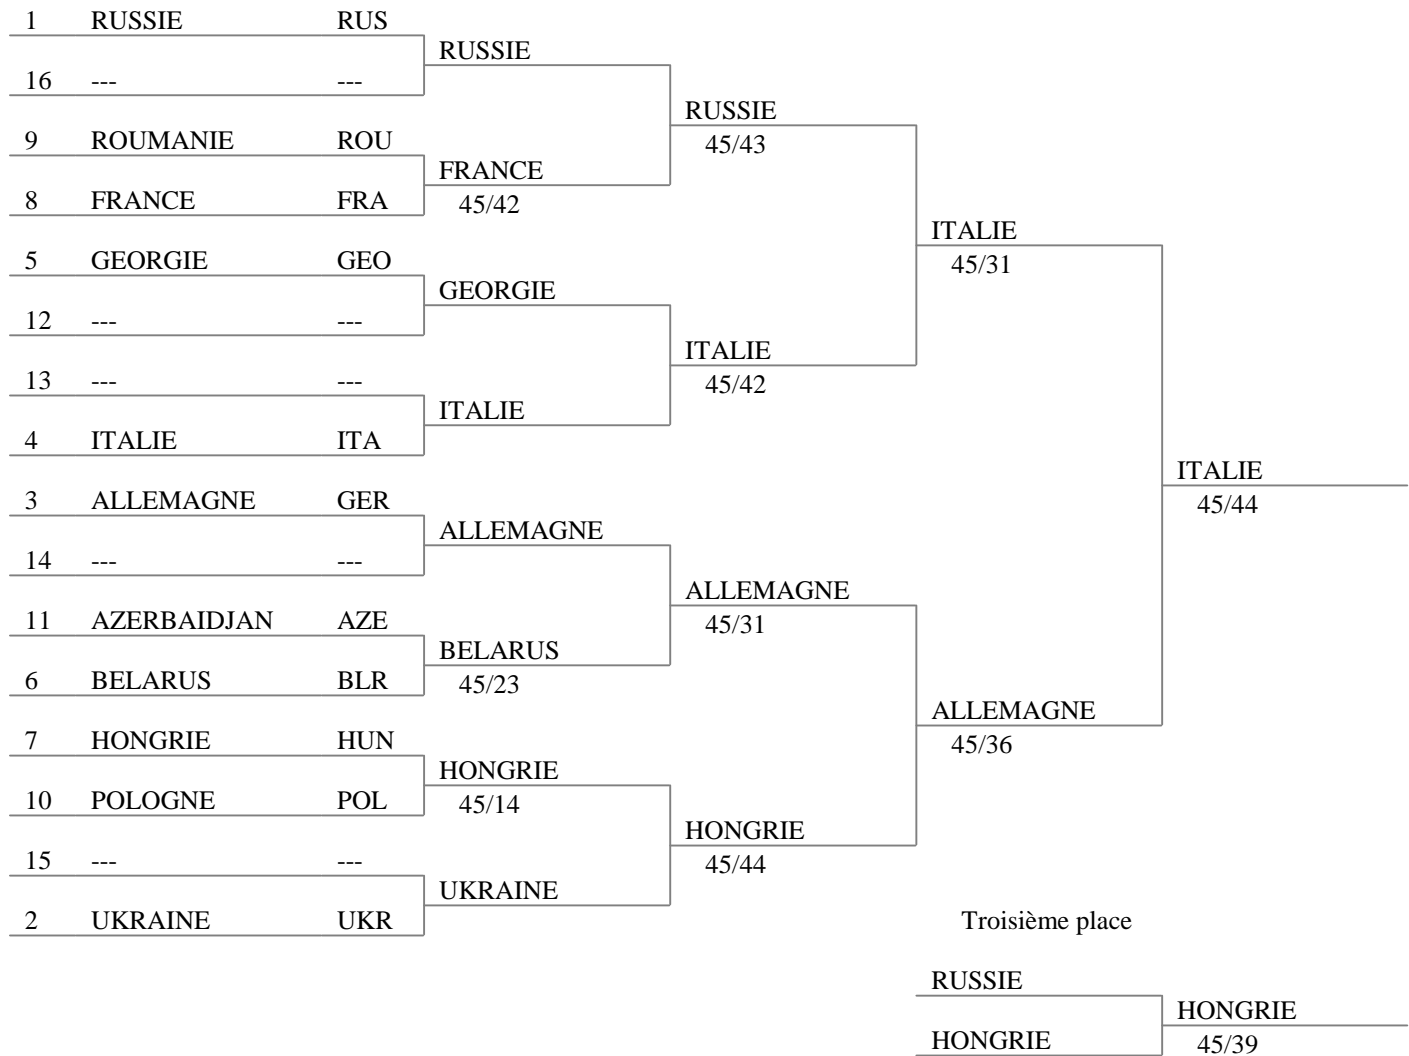 1 RUSSIE RUS
RUSSIE
16 --- ---
RUSSIE
45/43
9 ROUMANIE ROU
FRANCE
45/42
8 FRANCE FRA
ITALIE
45/31
5 GEORGIE GEO
GEORGIE
12 --- ---
ITALIE
45/42
13 --- ---
ITALIE
4 ITALIE ITA
ITALIE
45/44
3 ALLEMAGNE GER
ALLEMAGNE
14 --- ---
ALLEMAGNE
45/31
11 AZERBAIDJAN AZE
BELARUS
45/23
6 BELARUS BLR
ALLEMAGNE
45/36
7 HONGRIE HUN
HONGRIE
45/14
10 POLOGNE POL
HONGRIE
45/44
15 --- ---
UKRAINE
2 UKRAINE UKR
Troisième place
RUSSIE
HONGRIE
45/39
HONGRIE